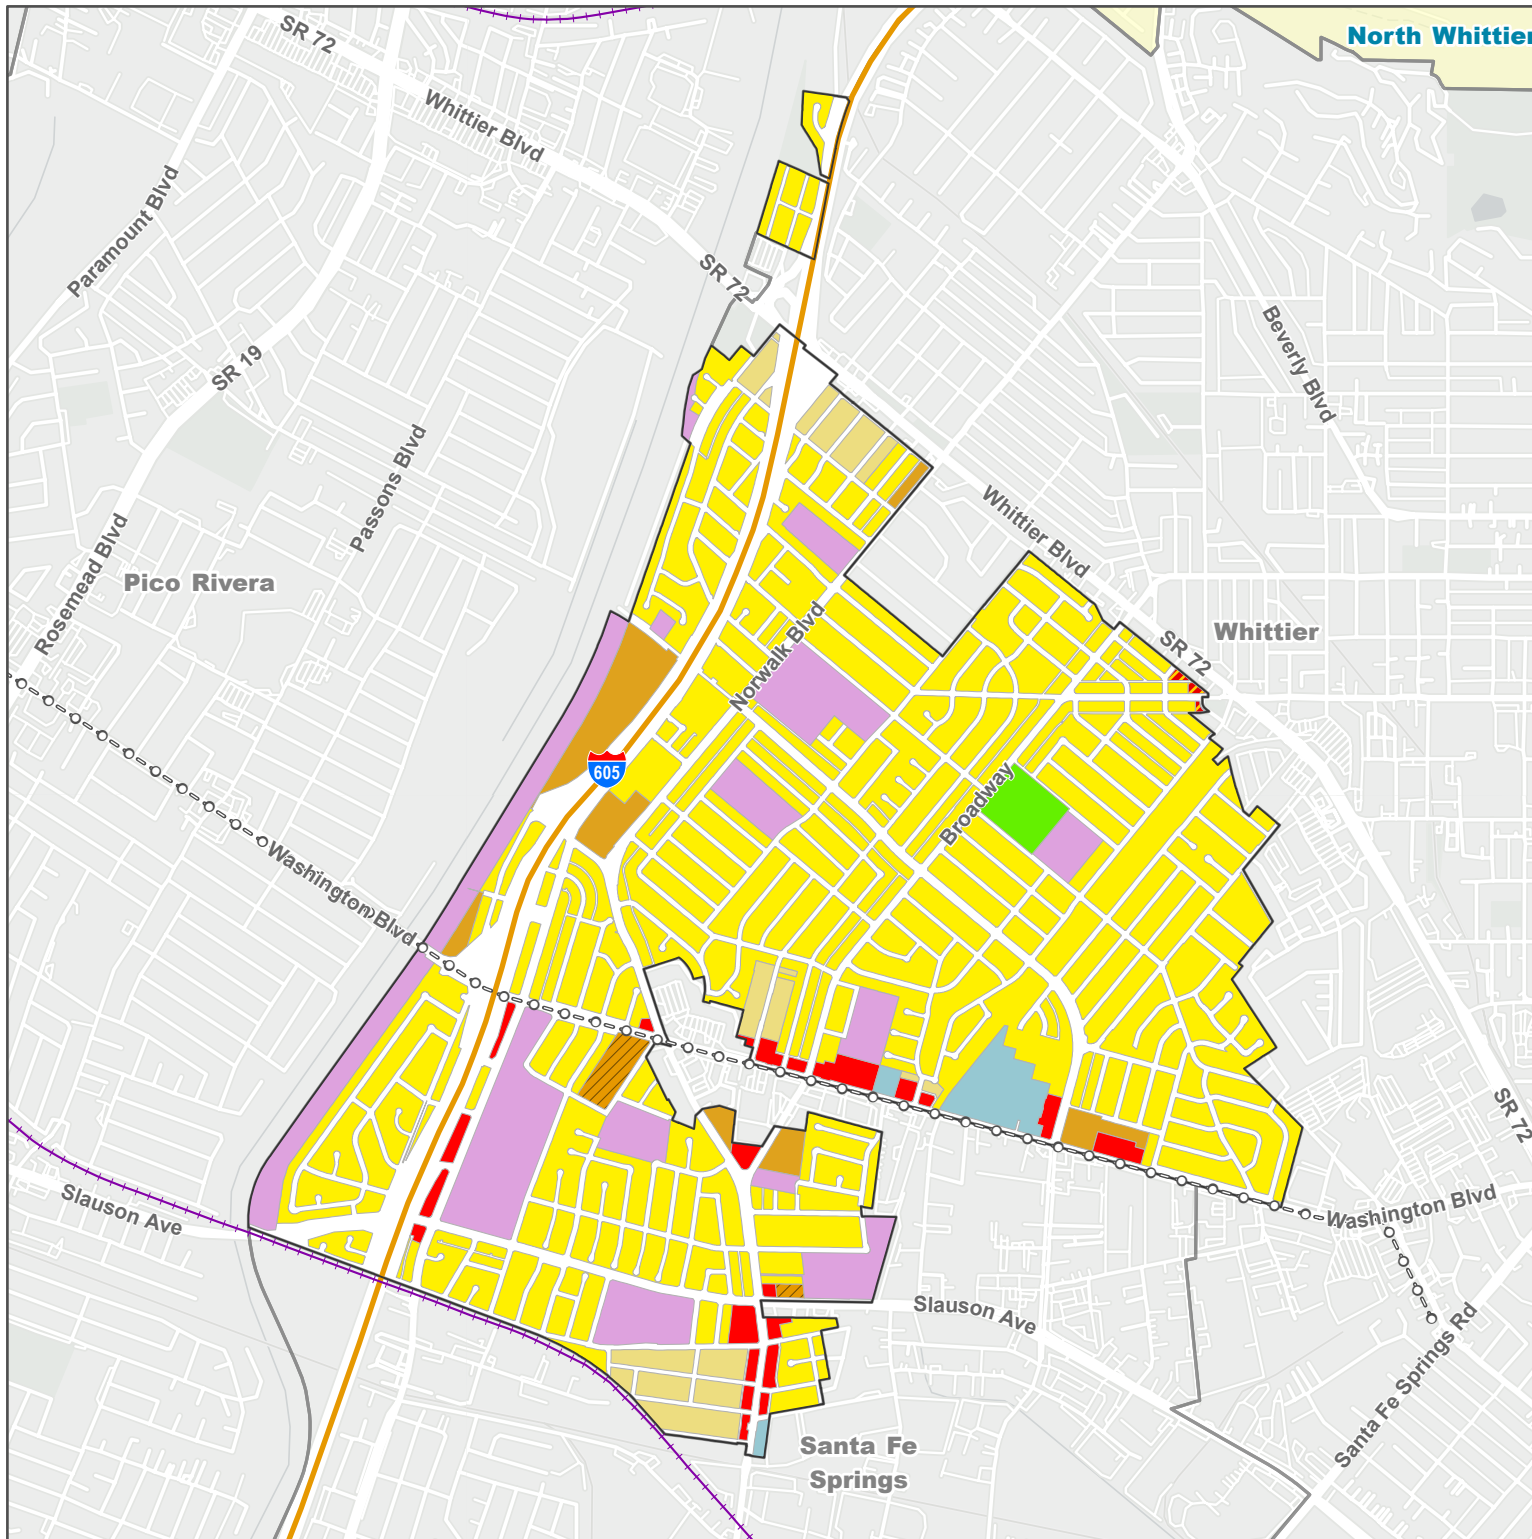 SR 72
North Whittier
Whittier Blvd
Paramount Blvd
SR 72
SR 19
Beverly Blvd
Passons Blvd
Whittier Blvd
Rosemead Blvd
Pico Rivera
Norwalk Blvd
Whittier
SR 72
605
Broadway
Washington Blvd
SR 72
Slauson Ave
Washington Blvd
Slauson Ave
Santa Fe Springs Rd
Santa Fe
Springs